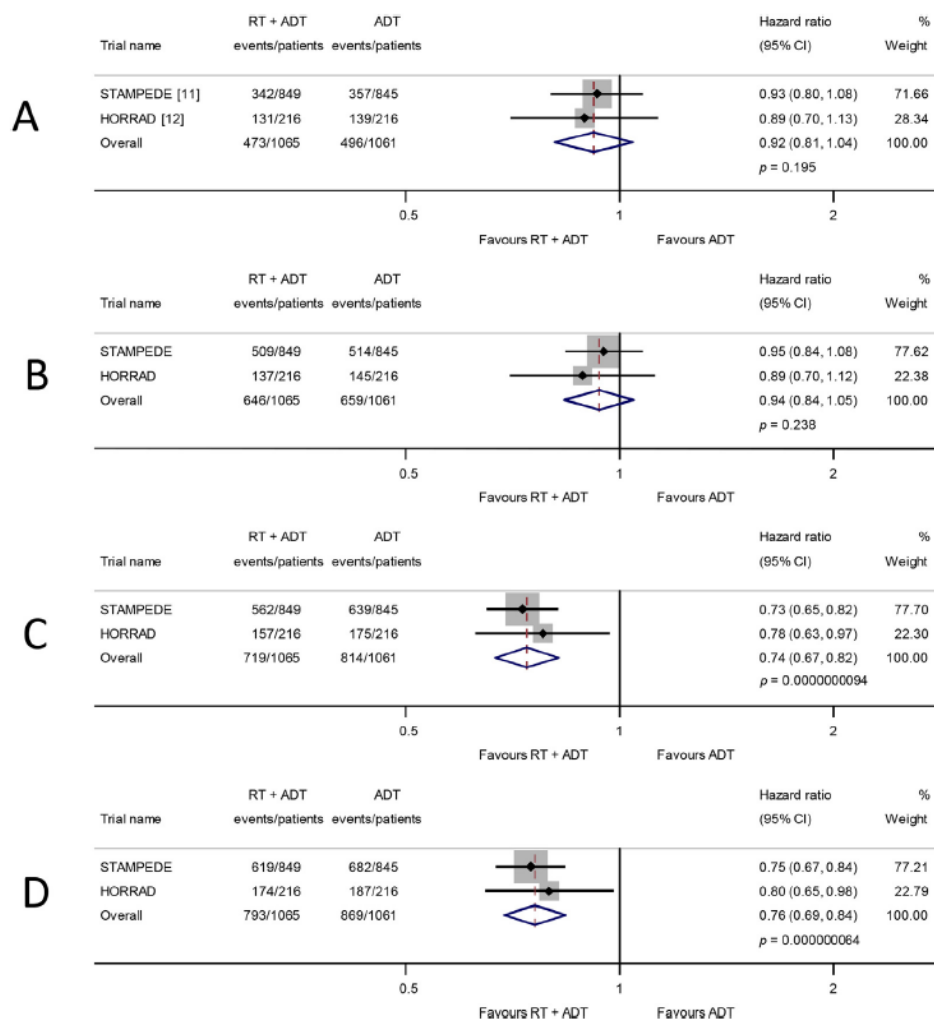 A
RT + ADT ADT Hazard ratio %
Trial name events/patients events/patients (95% CI) Weight
STAMPEDE [11] 342/849 357/845 0.93 (0.80, 1.08) 71.66
HORRAD [12] 131/216 139/216 0.89 (0.70, 1.13) 28.34
Overall 473/1065 496/1061 0.92 (0.81, 1.04) 100.00
p = 0.195
0.5 1 2
Favours RT + ADT Favours ADT
B
RT + ADT ADT Hazard ratio %
Trial name events/patients events/patients (95% CI) Weight
STAMPEDE 509/849 514/845 0.95 (0.84, 1.08) 77.62
HORRAD 137/216 145/216 0.89 (0.70, 1.12) 22.38
Overall 646/1065 659/1061 0.94 (0.84, 1.05) 100.00
p = 0.238
0.5 1 2
Favours RT + ADT Favours ADT
C
RT + ADT ADT Hazard ratio %
Trial name events/patients events/patients (95% CI) Weight
STAMPEDE 562/849 639/845 0.73 (0.65, 0.82) 77.70
HORRAD 157/216 175/216 0.78 (0.63, 0.97) 22.30
Overall 719/1065 814/1061 0.74 (0.67, 0.82) 100.00
p = 0.0000000094
0.5 1 2
Favours RT + ADT Favours ADT
D
RT + ADT ADT Hazard ratio %
Trial name events/patients events/patients (95% CI) Weight
STAMPEDE 619/849 682/845 0.75 (0.67, 0.84) 77.21
HORRAD 174/216 187/216 0.80 (0.65, 0.98) 22.79
Overall 793/1065 869/1061 0.76 (0.69, 0.84) 100.00
p = 0.000000064
0.5 1 2
Favours RT + ADT Favours ADT